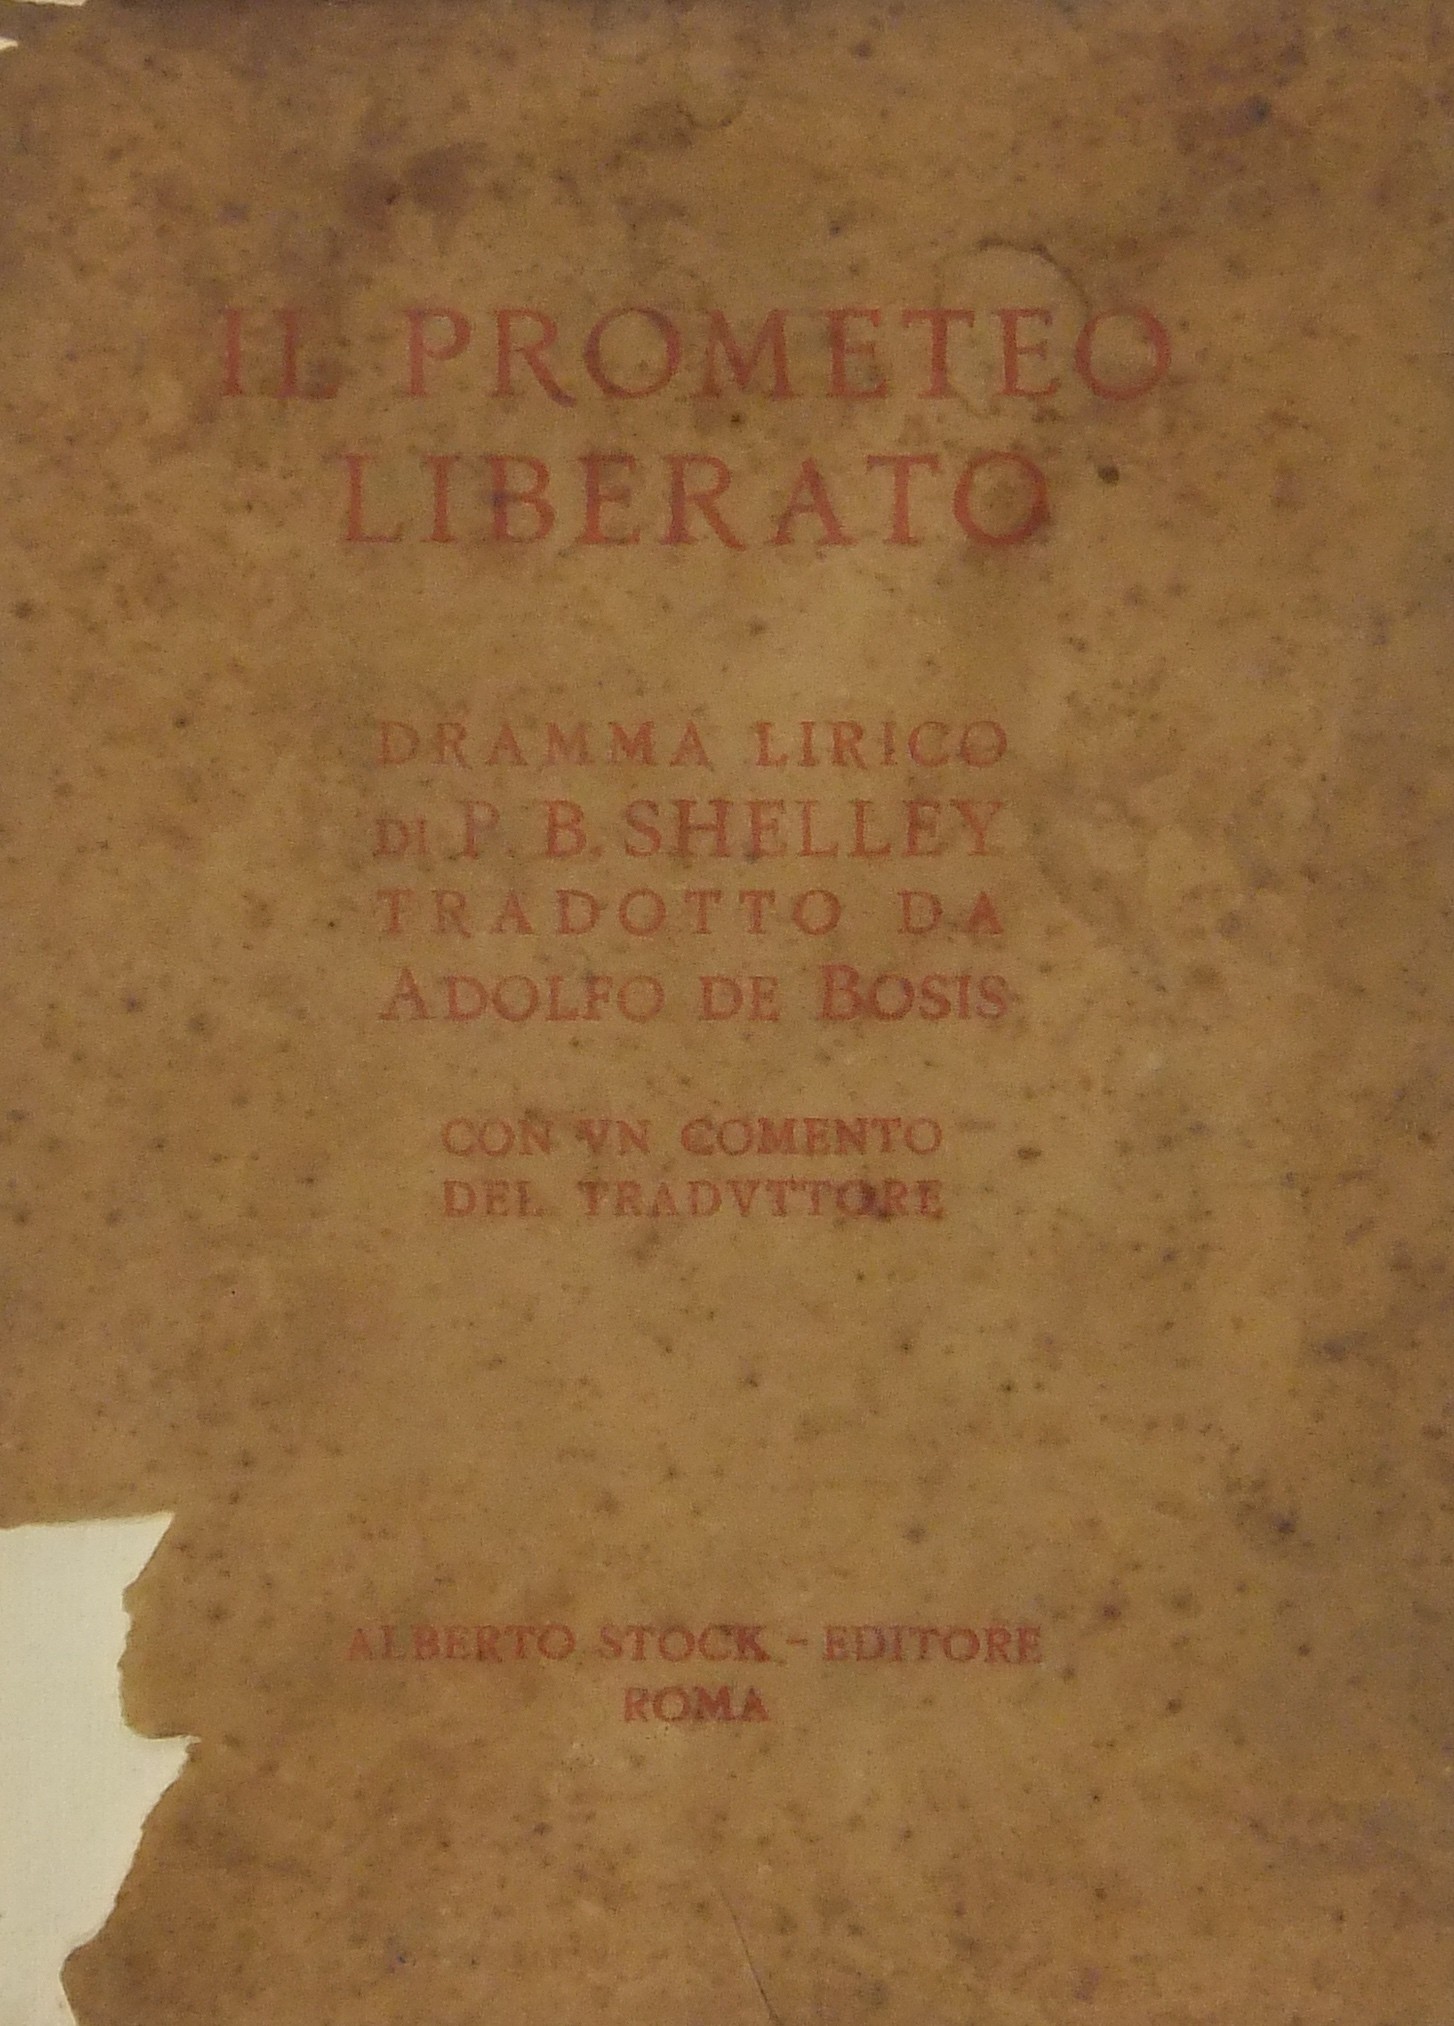 IL PROMETEO
LIBERATO
DRAMMA LIRICO
DI P. B. SHELLEY
TRADOTTO DA
ADOLFO DE BOSIS
CON VN COMENTO
DEL TRADVTTORE
ALBERTO STOCK - EDITORE
ROMA